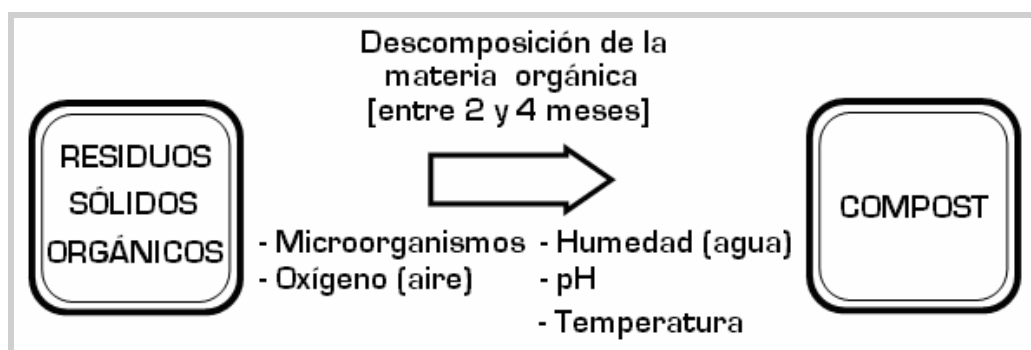 Descomposición de la
materia orgánica
[entre 2 y 4 meses]
RESIDUOS
SÓLIDOS
ORGÁNICOS
- Microorganismos
- Oxígeno (aire)
- Humedad (agua)
- pH
- Temperatura
COMPOST